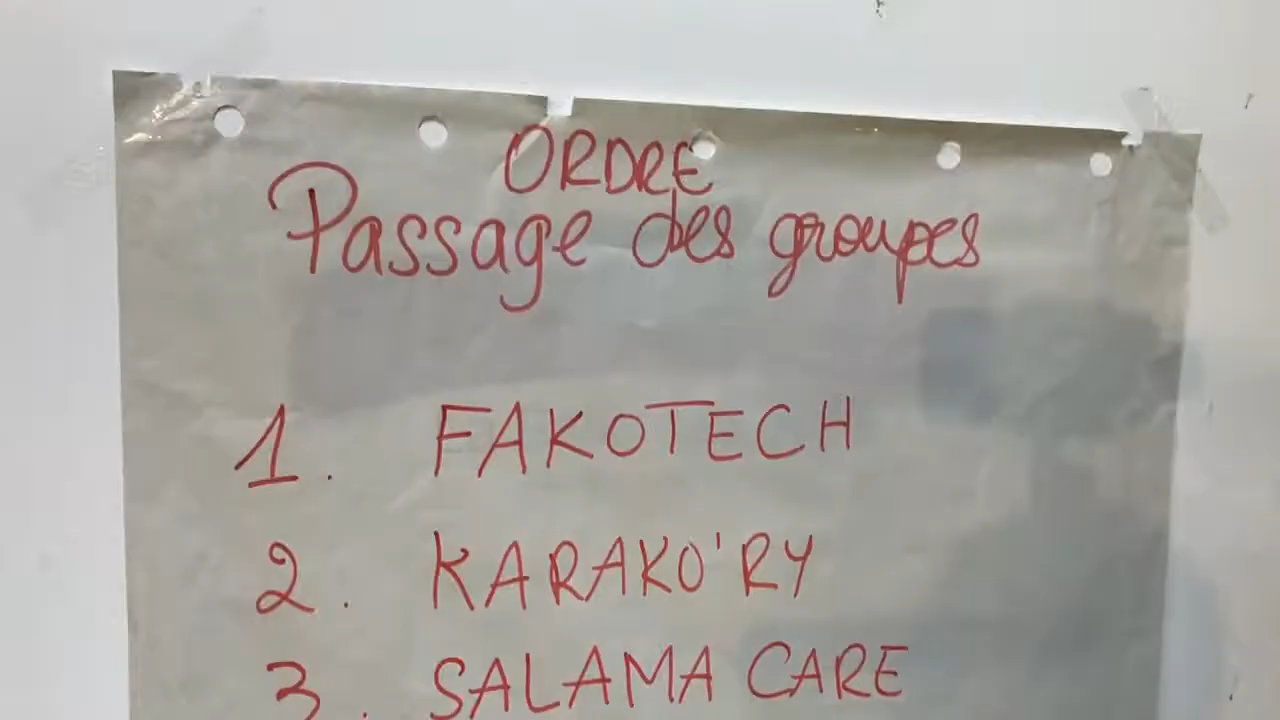 ORDRE
Passage des groupes
1. FAKOTECH
2. KARAKO'RY
3. SALAMA CARE